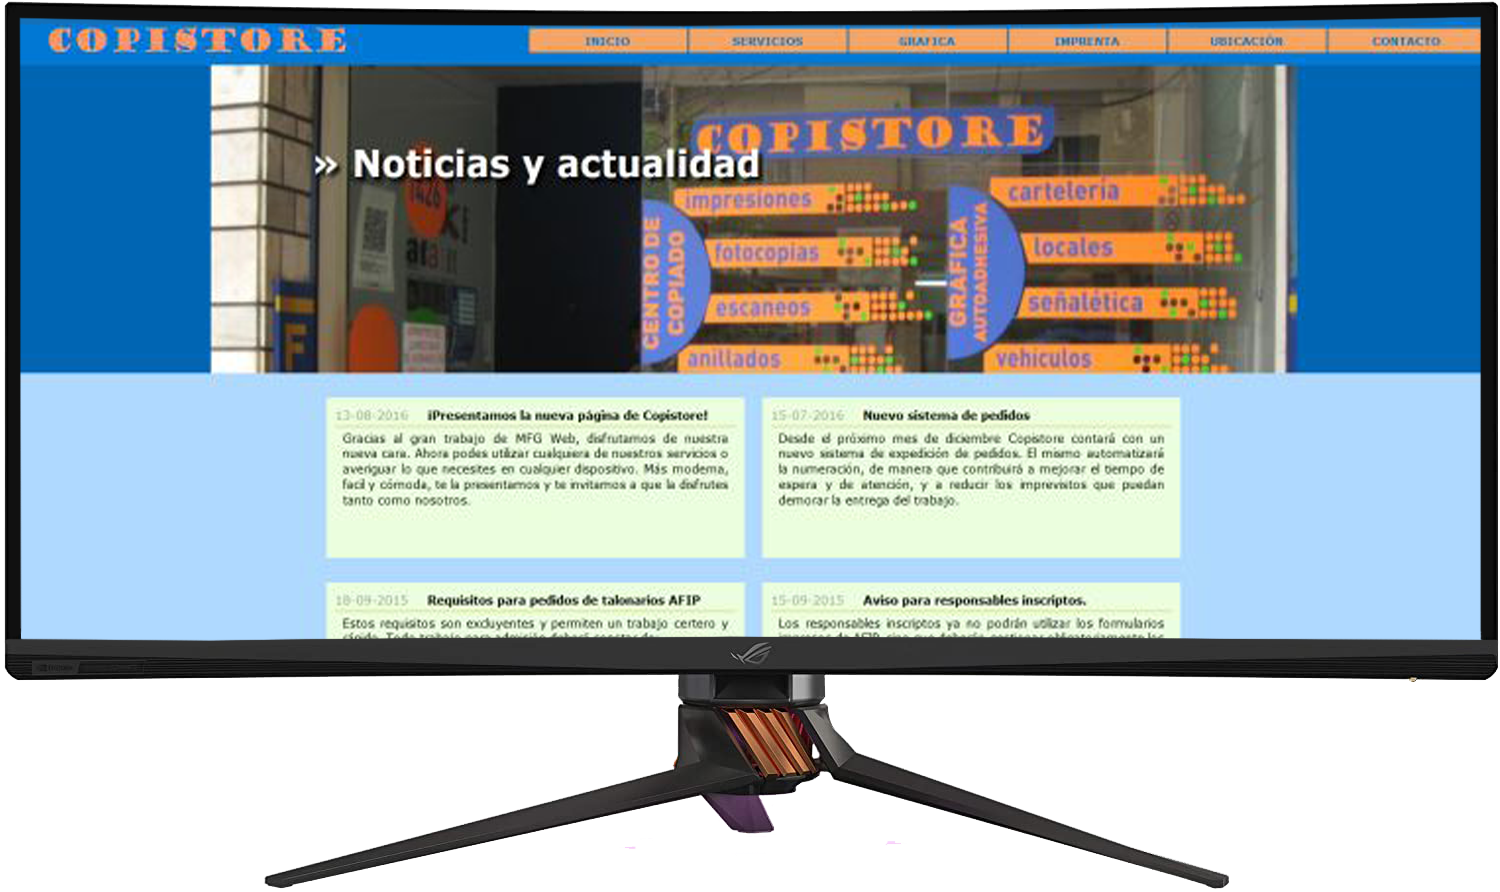 COPISTORE
INICIO
SERVICIOS
GRAFICA
IMPRENTA
UBICACIÓN
CONTACTO
COPISTORE
» Noticias y actualidad
1426
CENTRO DE
COPIADO
impresiones
fotocopias
escaneos
anillados
GRÁFICA
AUTOADHESIVA
cartelería
locales
señalética
vehículos
F
13-08-2016 ¡Presentamos la nueva página de Copistore!
Gracias al gran trabajo de MFG Web, disfrutamos de nuestra
nueva cara. Ahora podes utilizar cualquiera de nuestros servicios o
averiguar lo que necesites en cualquier dispositivo. Más moderna,
facil y cómoda, te la presentamos y te invitamos a que la disfrutes
tanto como nosotros.
15-07-2016 Nuevo sistema de pedidos
Desde el próximo mes de diciembre Copistore contará con un
nuevo sistema de expedición de pedidos. El mismo automatizará
la numeración, de manera que contribuirá a mejorar el tiempo de
espera y de atención, y a reducir los imprevistos que puedan
demorar la entrega del trabajo.
18-09-2015 Requisitos para pedidos de talonarios AFIP
Estos requisitos son excluyentes y permiten un trabajo certero y
15-09-2015 Aviso para responsables inscriptos.
Los responsables inscriptos ya no podrán utilizar los formularios